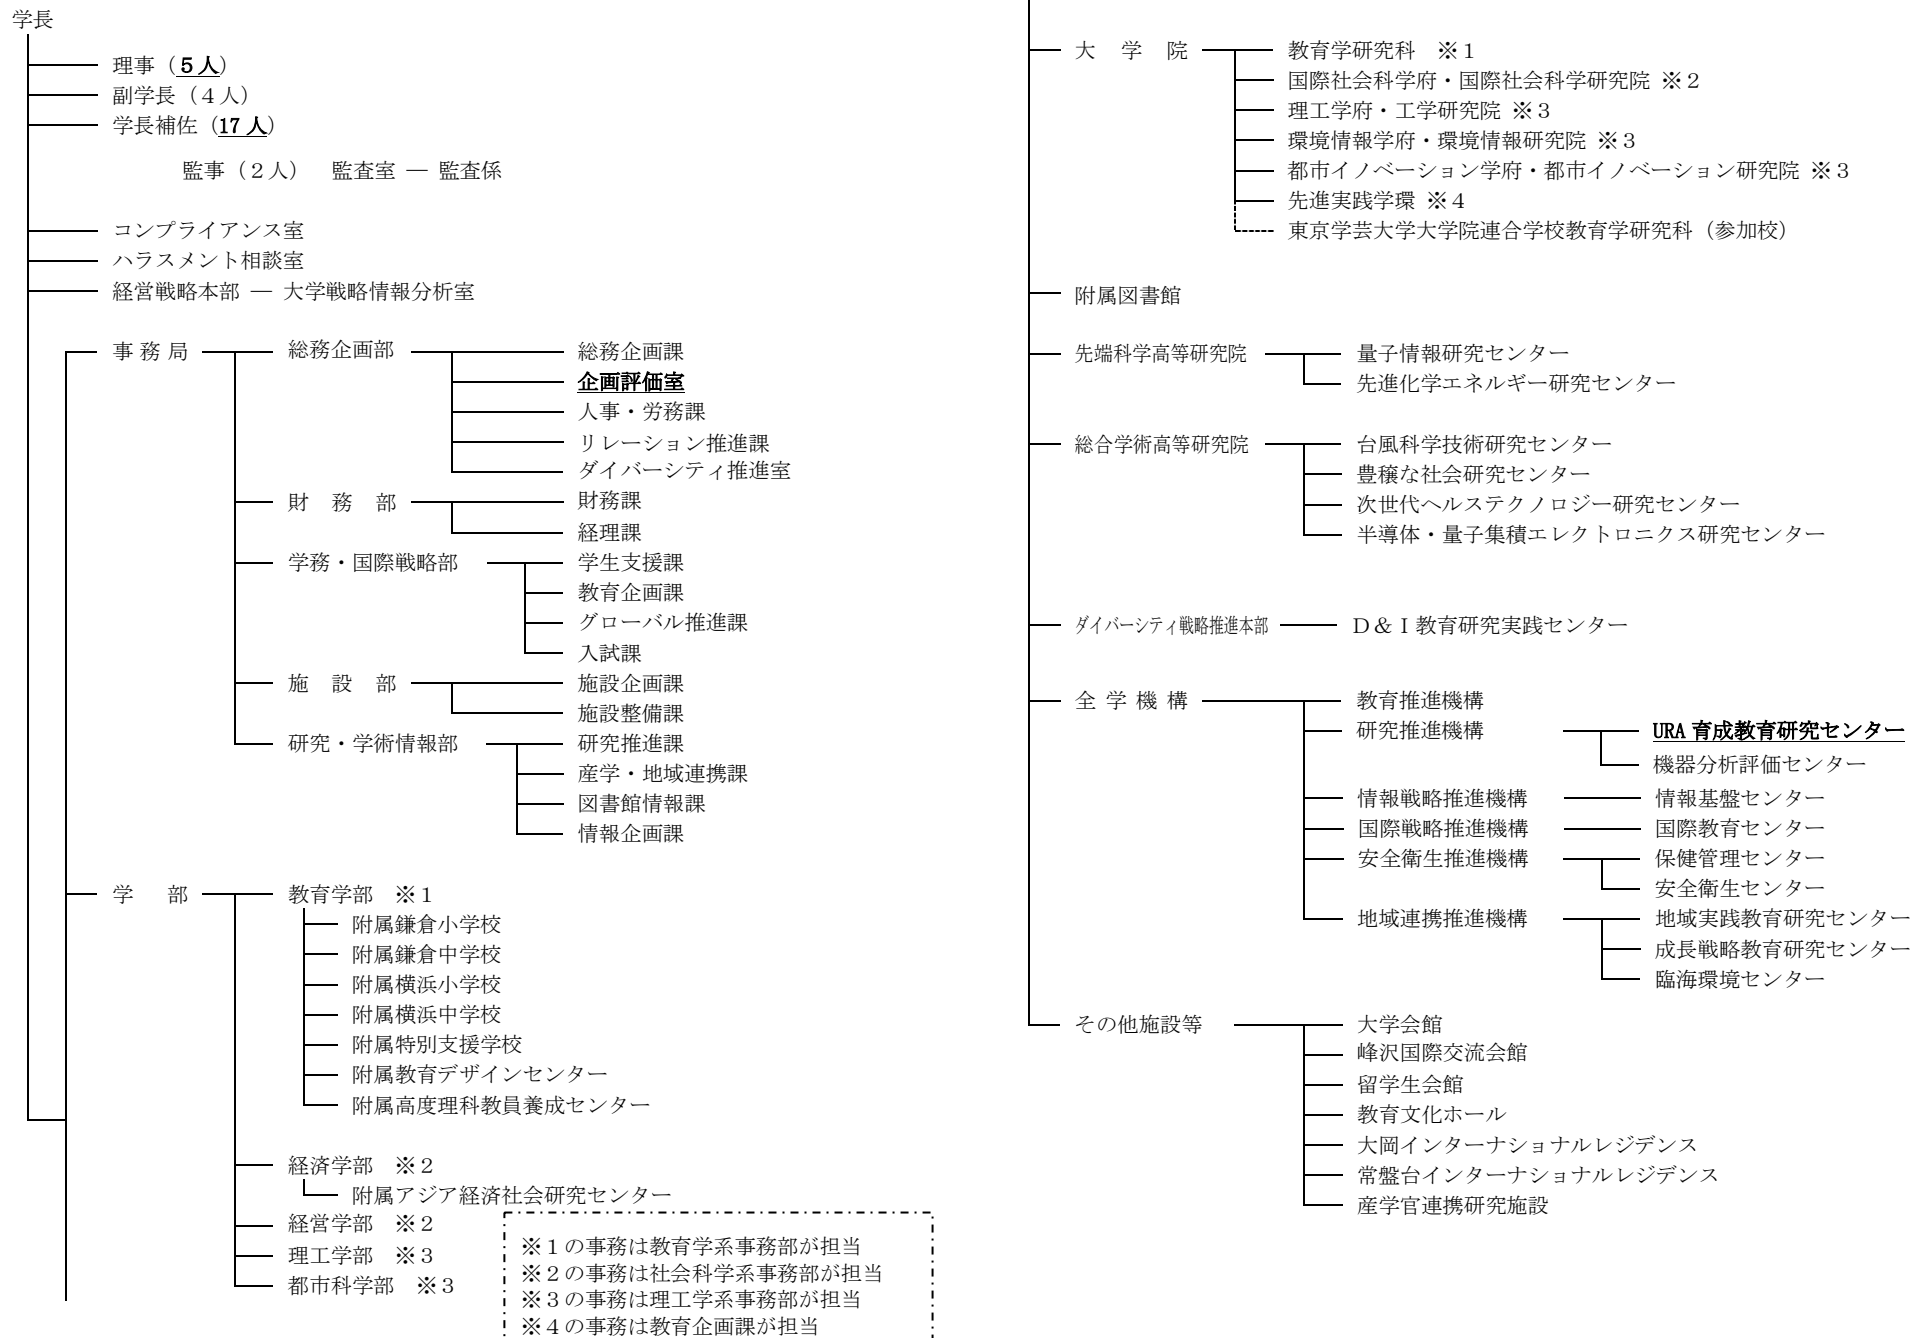 学長
理事（５人）
副学長（４人）
学長補佐（17人）
監事（２人） 監査室 ― 監査係
コンプライアンス室
ハラスメント相談室
経営戦略本部 ― 大学戦略情報分析室
事務局 総務企画部 総務企画課
企画評価室
人事・労務課
リレーション推進課
ダイバーシティ推進室
財務部 財務課
経理課
学務・国際戦略部 学生支援課
教育企画課
グローバル推進課
入試課
施設部 施設企画課
施設整備課
研究・学術情報部 研究推進課
産学・地域連携課
図書館情報課
情報企画課
学部 教育学部 ※１
附属鎌倉小学校
附属鎌倉中学校
附属横浜小学校
附属横浜中学校
附属特別支援学校
附属教育デザインセンター
附属高度理科教員養成センター
経済学部 ※２
附属アジア経済社会研究センター
経営学部 ※２
理工学部 ※３
都市科学部 ※３
※１の事務は教育学系事務部が担当
※２の事務は社会科学系事務部が担当
※３の事務は理工学系事務部が担当
※４の事務は教育企画課が担当
大学院 教育学研究科 ※１
国際社会科学府・国際社会科学研究院 ※２
理工学府・工学研究院 ※３
環境情報学府・環境情報研究院 ※３
都市イノベーション学府・都市イノベーション研究院 ※３
先進実践学環 ※４
東京学芸大学大学院連合学校教育学研究科（参加校）
附属図書館
先端科学高等研究院 量子情報研究センター
先進化学エネルギー研究センター
総合学術高等研究院 台風科学技術研究センター
豊穣な社会研究センター
次世代ヘルステクノロジー研究センター
半導体・量子集積エレクトロニクス研究センター
ダイバーシティ戦略推進本部 Ｄ＆Ｉ教育研究実践センター
全学機構 教育推進機構
研究推進機構 URA育成教育研究センター
機器分析評価センター
情報戦略推進機構 情報基盤センター
国際戦略推進機構 国際教育センター
安全衛生推進機構 保健管理センター
安全衛生センター
地域連携推進機構 地域実践教育研究センター
成長戦略教育研究センター
臨海環境センター
その他施設等 大学会館
峰沢国際交流会館
留学生会館
教育文化ホール
大岡インターナショナルレジデンス
常盤台インターナショナルレジデンス
産学官連携研究施設